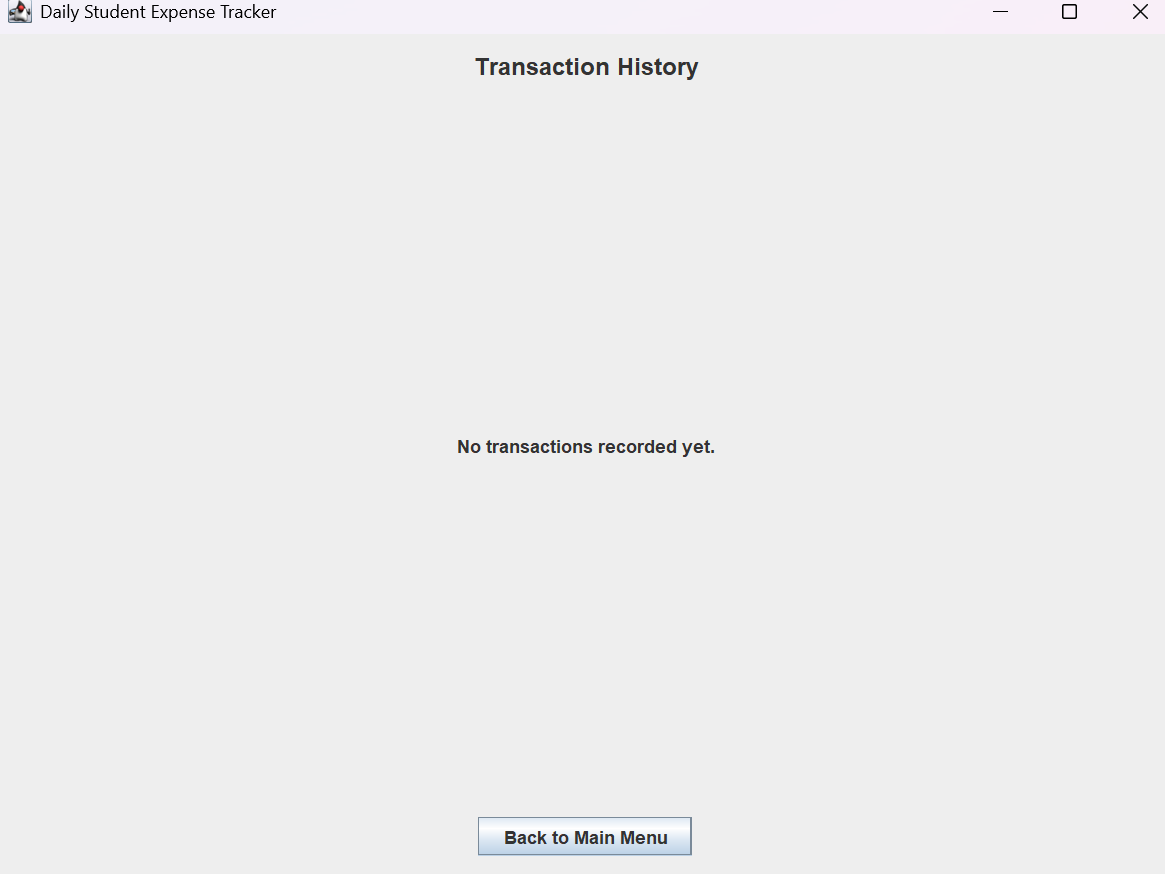 Daily Student Expense Tracker
Transaction History
No transactions recorded yet.
Back to Main Menu